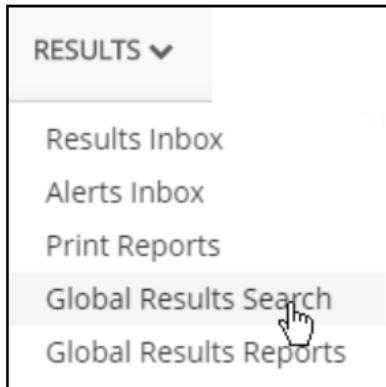 RESULTS
Results Inbox
Alerts Inbox
Print Reports
Global Results Search
Global Results Reports